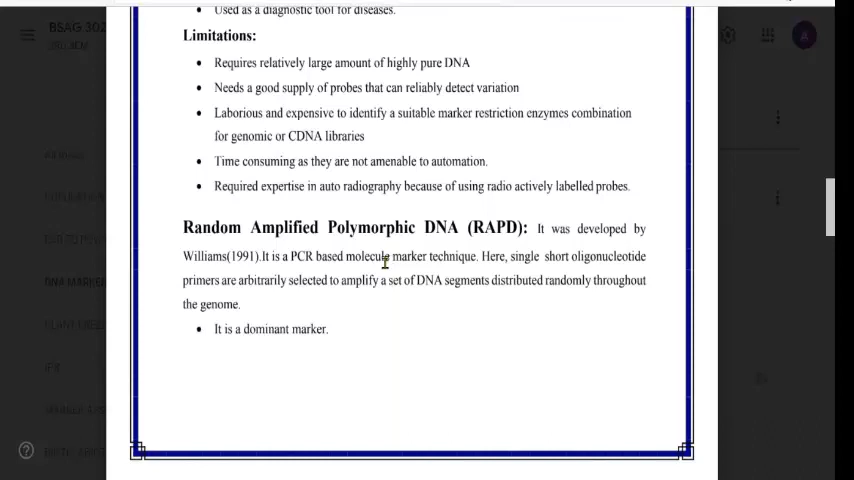 BSAG 302
Used as a diagnostic tool for diseases.
Limitations:
Requires relatively large amount of highly pure DNA
Needs a good supply of probes that can reliably detect variation
Laborious and expensive to identify a suitable marker restriction enzymes combination
for genomic or CDNA libraries
Time consuming as they are not amenable to automation.
Required expertise in auto radiography because of using radio actively labelled probes.
Random Amplified Polymorphic DNA (RAPD): It was developed by
Williams(1991).It is a PCR based molecule marker technique. Here, single short oligonucleotide
primers are arbitrarily selected to amplify a set of DNA segments distributed randomly throughout
the genome.
It is a dominant marker.
A